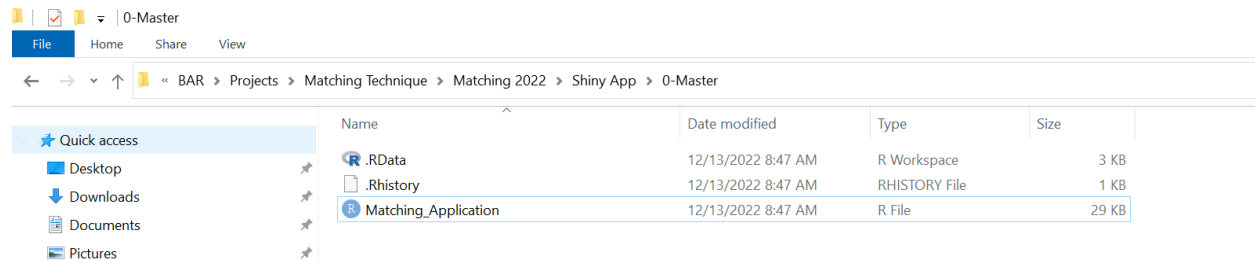 0-Master
File Home Share View
« BAR > Projects > Matching Technique > Matching 2022 > Shiny App > 0-Master
Name Date modified Type Size
Quick access
Desktop
Downloads
Documents
Pictures
R .RData 12/13/2022 8:47 AM R Workspace 3 KB
.Rhistory 12/13/2022 8:47 AM RHISTORY File 1 KB
R Matching_Application 12/13/2022 8:47 AM R File 29 KB